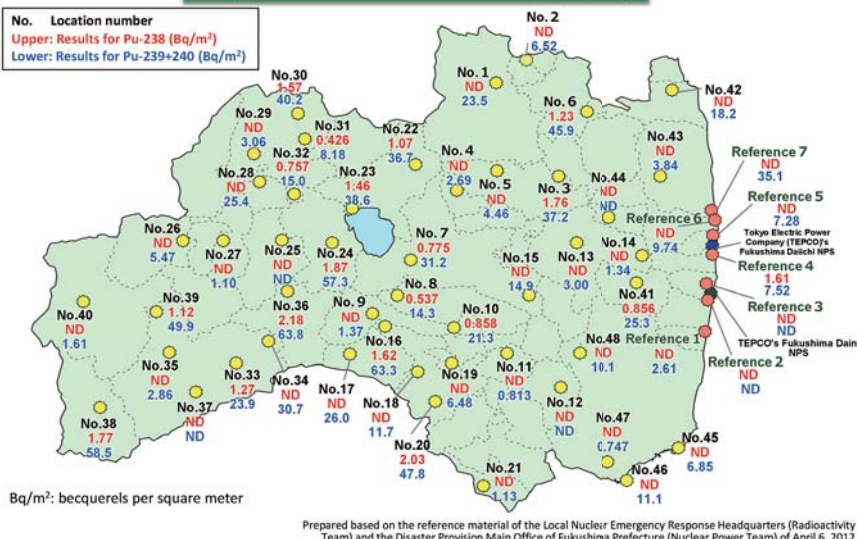 No. Location number
Upper: Results for Pu-238 (Bq/m²)
Lower: Results for Pu-239+240 (Bq/m²)
No. 2
ND
6.52
No. 1
ND
23.5
No. 6
1.23
45.9
No.42
ND
18.2
No.30
1.57
40.2
No.29
ND
3.06
No.31
0.426
8.18
No.32
0.757
15.0
No.28
ND
25.4
No.22
1.07
36.7
No.23
1.46
38.6
No. 4
ND
2.69
No. 5
ND
4.46
No. 3
1.76
37.2
No.43
ND
3.84
No.44
ND
ND
Reference 7
ND
35.1
Reference 5
ND
7.28
Reference 6
ND
9.74
Tokyo Electric Power
Company (TEPCO)'s
Fukushima Daiichi NPS
Reference 4
1.61
7.52
Reference 3
ND
ND
TEPCO's Fukushima Dain
NPS
Reference 2
ND
ND
Reference 1
ND
2.61
No.26
ND
5.47
No.27
ND
1.10
No.25
ND
ND
No.24
1.87
57.3
No. 7
0.775
31.2
No. 8
0.537
14.3
No.15
ND
14.9
No.13
ND
3.00
No.14
ND
1.34
No.41
0.856
25.3
No.40
ND
1.61
No.39
1.12
49.9
No.36
2.18
63.8
No. 9
ND
1.37
No.10
0.858
21.3
No.16
1.62
63.3
No.35
ND
2.86
No.33
1.27
23.9
No.34
ND
30.7
No.17
ND
26.0
No.18
ND
11.7
No.19
ND
6.48
No.11
ND
0.813
No.48
ND
10.1
No.12
ND
ND
No.37
ND
ND
No.38
1.77
58.5
No.20
2.03
47.8
No.21
ND
1.13
No.47
ND
0.747
No.46
ND
11.1
No.45
ND
6.85
Bq/m²: becquerels per square meter
Prepared based on the reference material of the Local Nuclear Emergency Response Headquarters (Radioactivity
Team) and the Disaster Provision Main Office of Fukushima Prefecture (Nuclear Power Team) of April 6, 2012